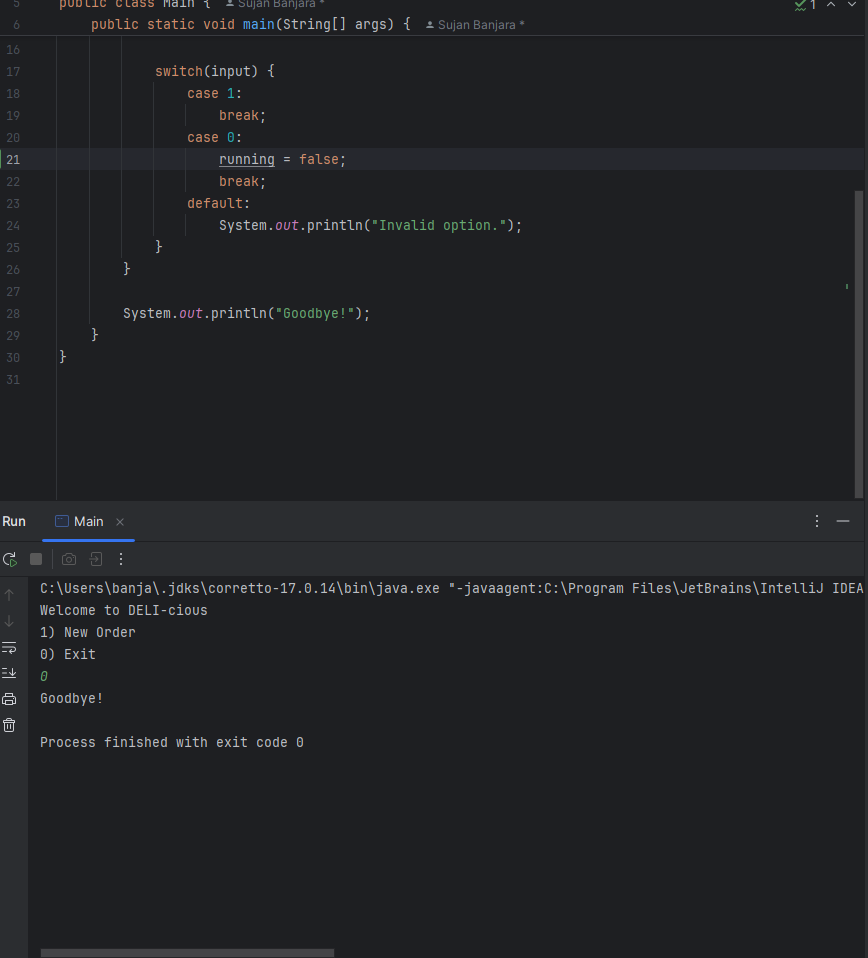 5 public class Main { Sujan Banjara *
1
6 public static void main(String[] args) { Sujan Banjara *
16
17 switch(input) {
18 case 1:
19 break;
20 case 0:
21 running = false;
22 break;
23 default:
24 System.out.println("Invalid option.");
25 }
26 }
27
28 System.out.println("Goodbye!");
29 }
30 }
31
Run Main
C:\Users\banja\.jdks\corretto-17.0.14\bin\java.exe "-javaagent:C:\Program Files\JetBrains\IntelliJ IDEA
Welcome to DELI-cious
1) New Order
0) Exit
0
Goodbye!
Process finished with exit code 0